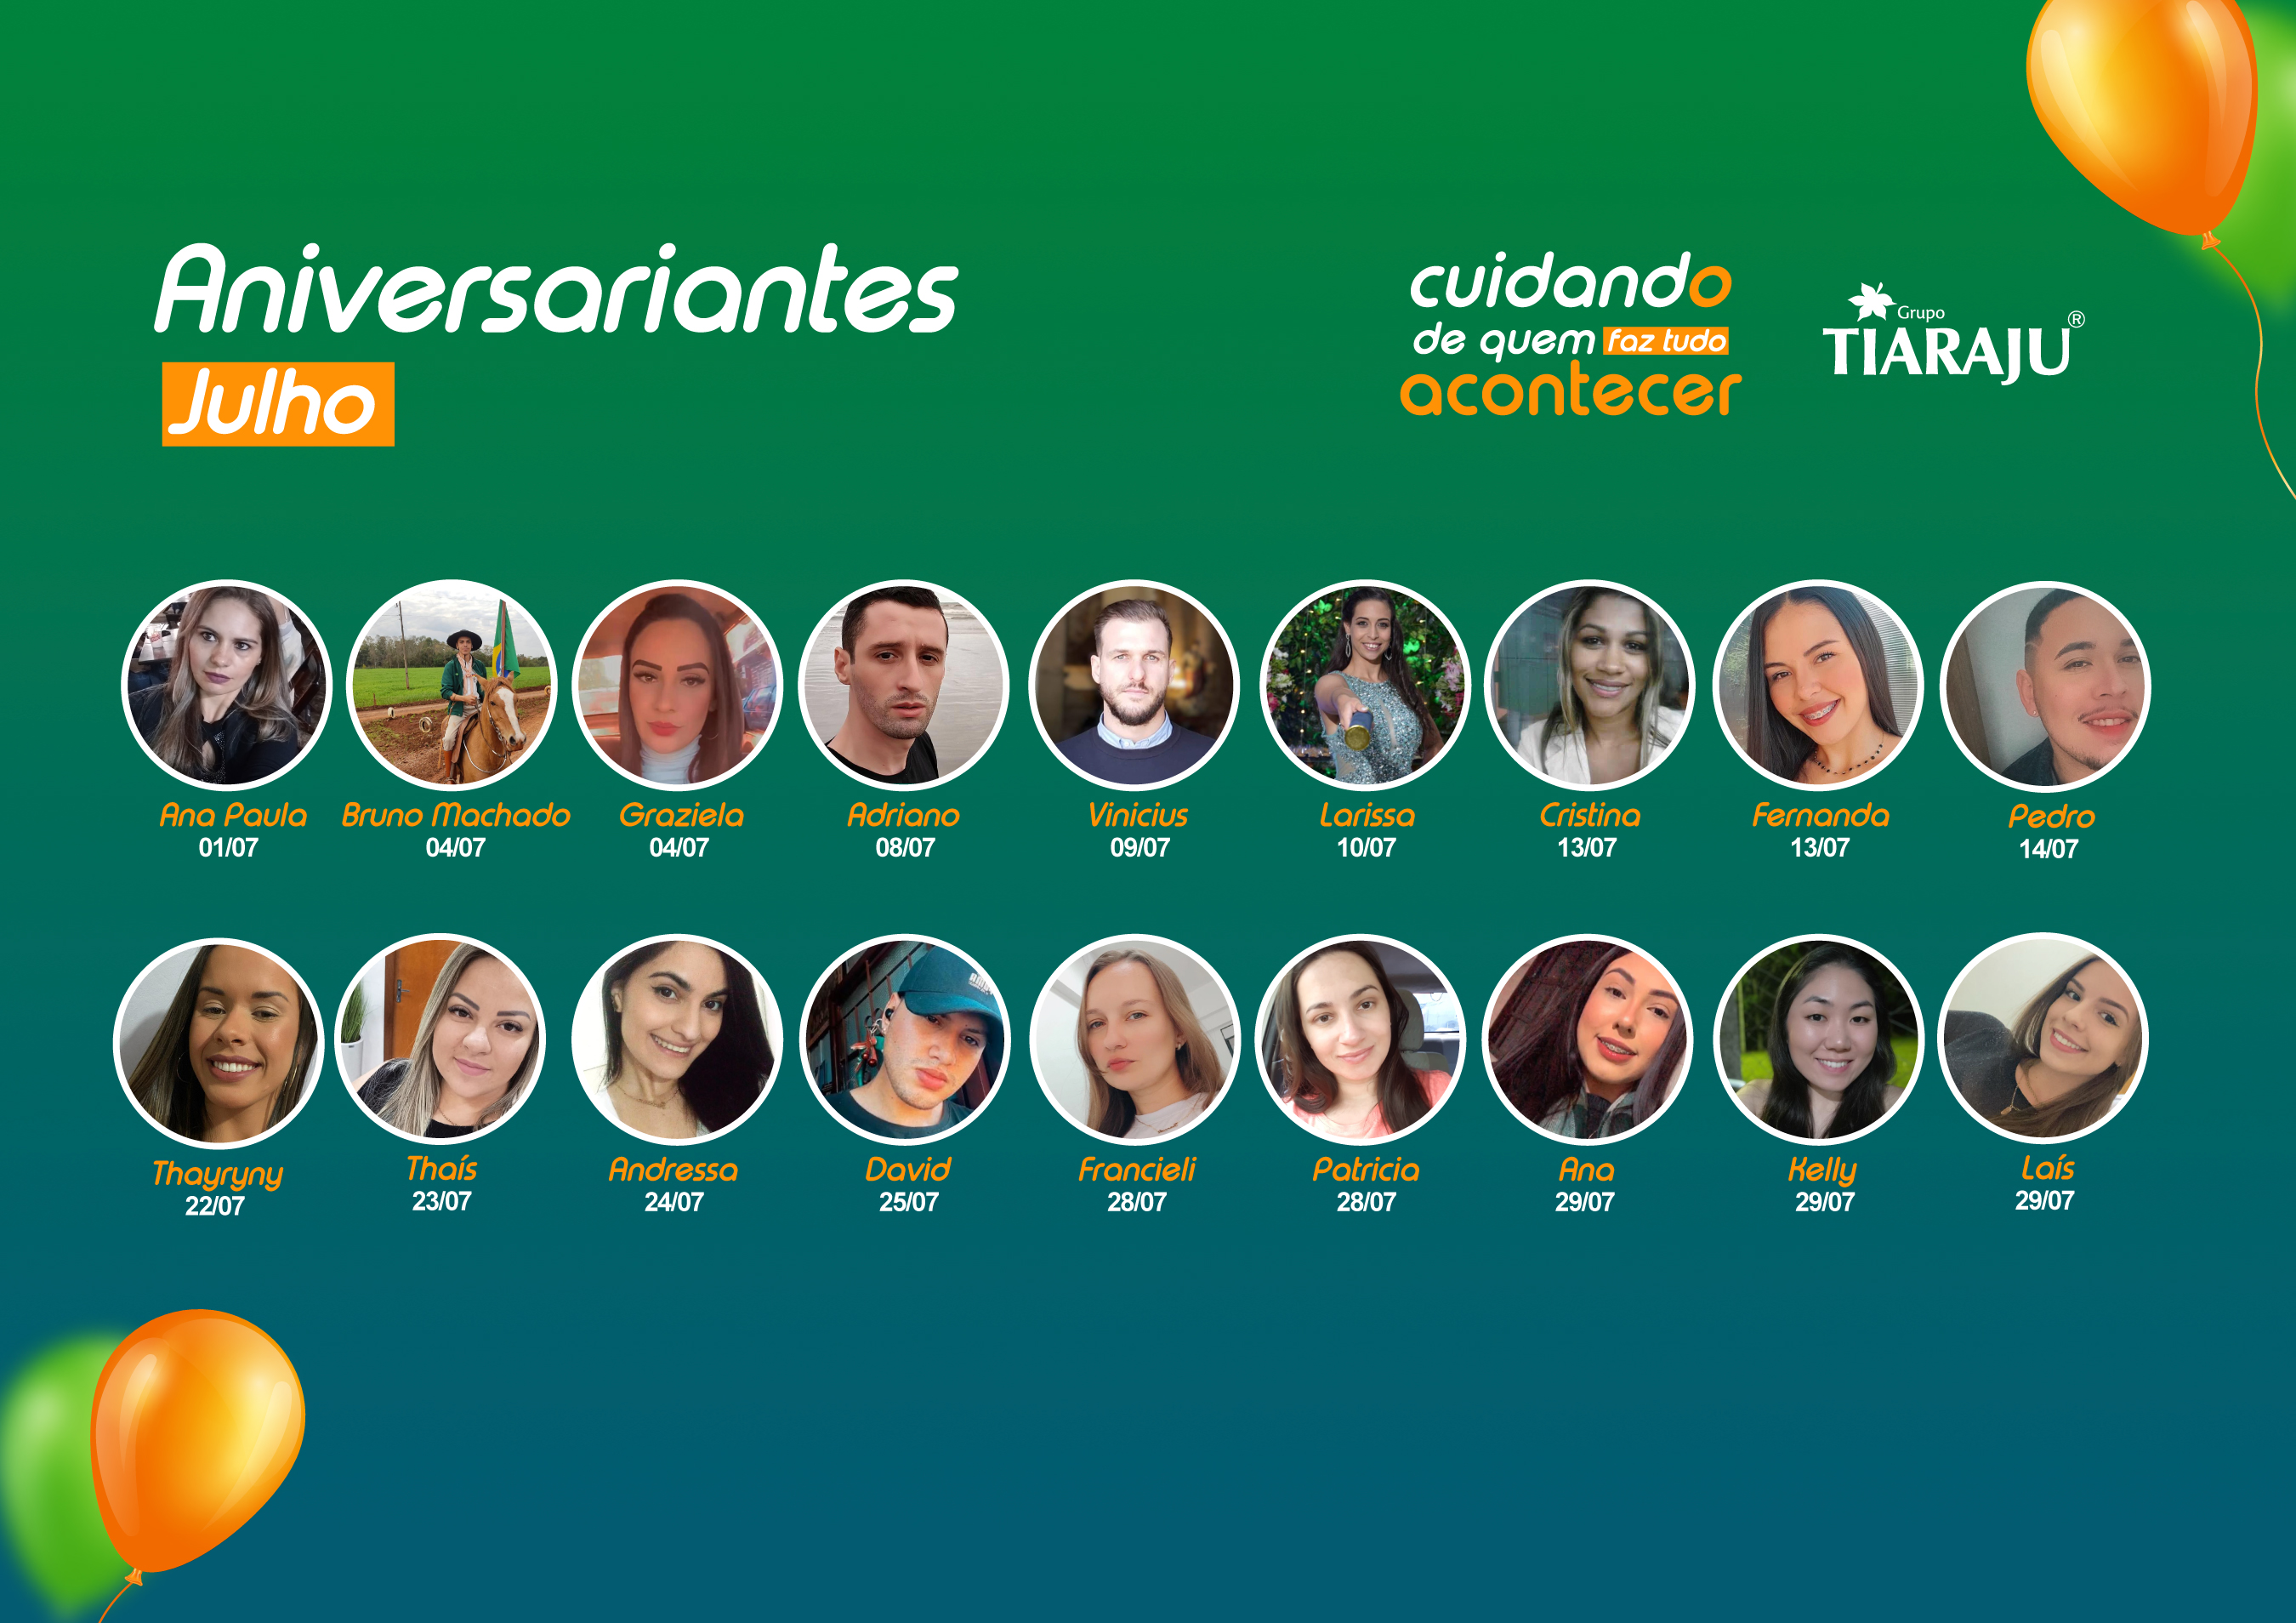 Aniversariantes
Julho
cuidando
de quem faz tudo
acontecer
Grupo
TIARAJU®
Ana Paula
01/07
Bruno Machado
04/07
Graziela
04/07
Adriano
08/07
Vinicius
09/07
Larissa
10/07
Cristina
13/07
Fernanda
13/07
Pedro
14/07
Thayryny
22/07
Thaís
23/07
Andressa
24/07
David
25/07
Francieli
28/07
Patricia
28/07
Ana
29/07
Kelly
29/07
Laís
29/07